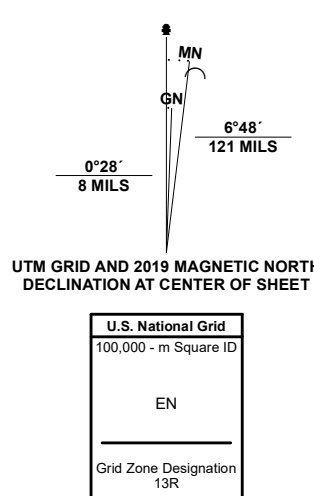 MN
GN
6°48´
121 MILS
0°28´
8 MILS
UTM GRID AND 2019 MAGNETIC NORTH
DECLINATION AT CENTER OF SHEET
U.S. National Grid
100,000 - m Square ID
EN
Grid Zone Designation
13R